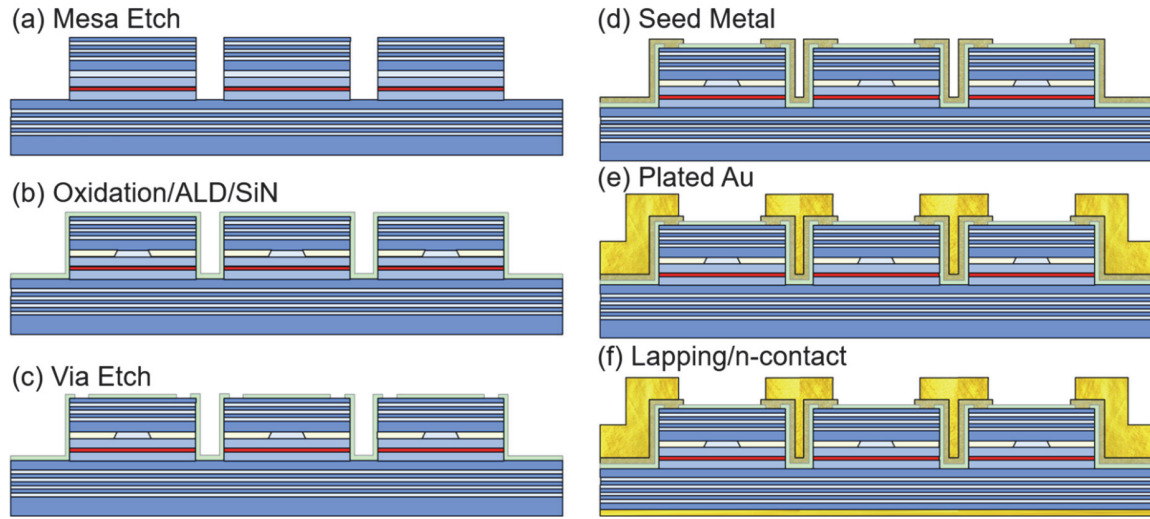 (a) Mesa Etch
(b) Oxidation/ALD/SiN
(c) Via Etch
(d) Seed Metal
(e) Plated Au
(f) Lapping/n-contact